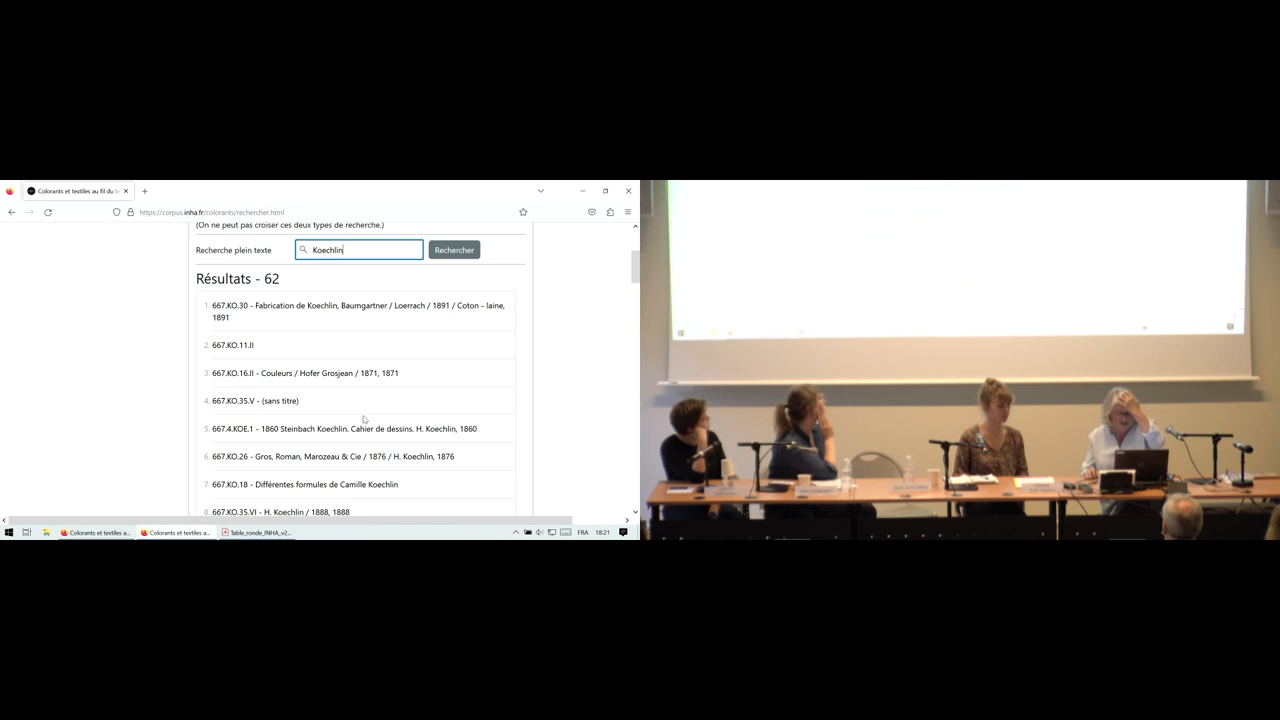 Colorants et textiles au fil du t
https://corpus.inha.fr/colorants/rechercher.html
(On ne peut pas croiser ces deux types de recherche.)
Recherche plein texte
Koechlin
Rechercher
Résultats - 62
1. 667.KO.30 - Fabrication de Koechlin, Baumgartner / Loerrach / 1891 / Coton - laine,
1891
2. 667.KO.11.II
3. 667.KO.16.II - Couleurs / Hofer Grosjean / 1871, 1871
4. 667.KO.35.V - (sans titre)
5. 667.4.KOE.1 - 1860 Steinbach Koechlin. Cahier de dessins. H. Koechlin, 1860
6. 667.KO.26 - Gros, Roman, Marozeau & Cie / 1876 / H. Koechlin, 1876
7. 667.KO.18 - Différentes formules de Camille Koechlin
8. 667.KO.35.VI - H. Koechlin / 1888, 1888
Colorants et textiles a...
Colorants et textiles a...
Table_ronde_INHA_v2...
FRA
18:21